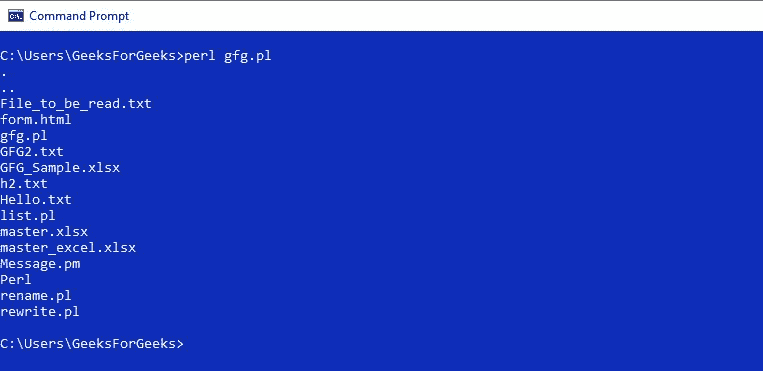 Command Prompt
C:\Users\GeeksForGeeks>perl gfg.pl
.
..
File_to_be_read.txt
form.html
gfg.pl
GFG2.txt
GFG_Sample.xlsx
h2.txt
Hello.txt
list.pl
master.xlsx
master_excel.xlsx
Message.pm
Perl
rename.pl
rewrite.pl
C:\Users\GeeksForGeeks>